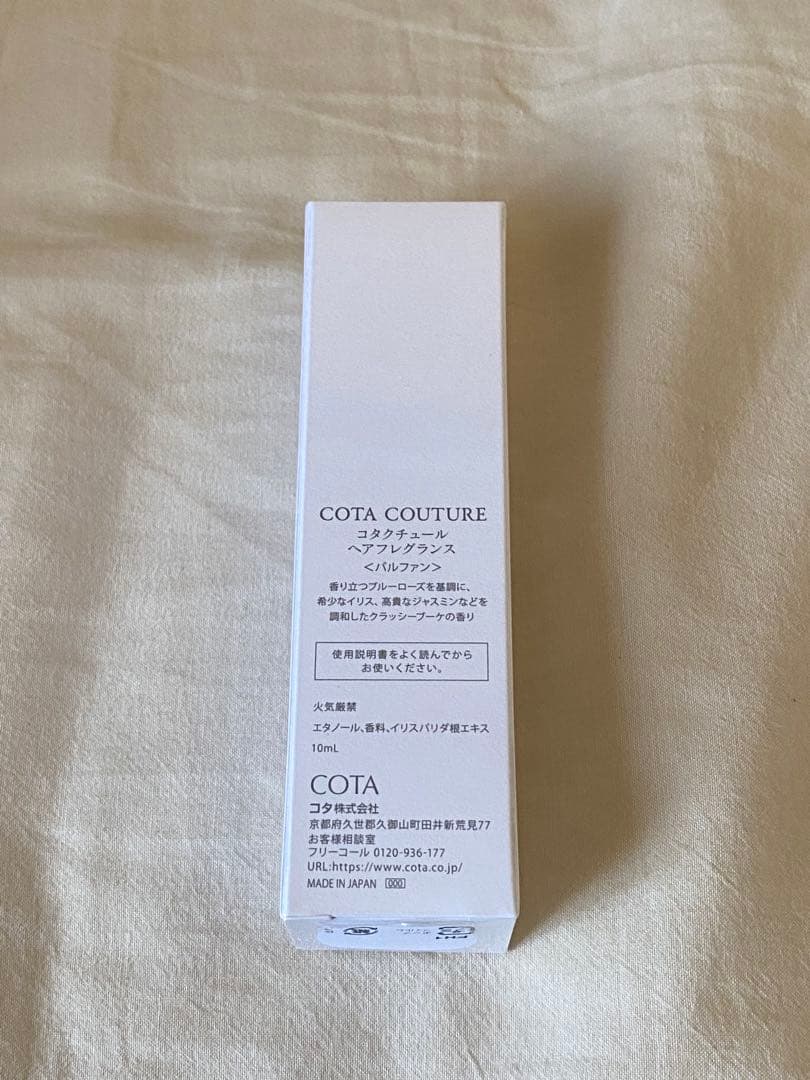 COTA COUTURE
コタクチュール
ヘアフレグランス
＜パルファン＞
香り立つブルーローズを基調に、
希少なイリス、高貴なジャスミンなどを
調和したクラッシーブーケの香り
使用説明書をよく読んでから
お使いください。
火気厳禁
エタノール、香料、イリスパリダ根エキス
10mL
COTA
コタ株式会社
京都府久世郡久御山町田井新荒見77
お客様相談室
フリーコール 0120-936-177
URL:https://www.cota.co.jp/
MADE IN JAPAN 000